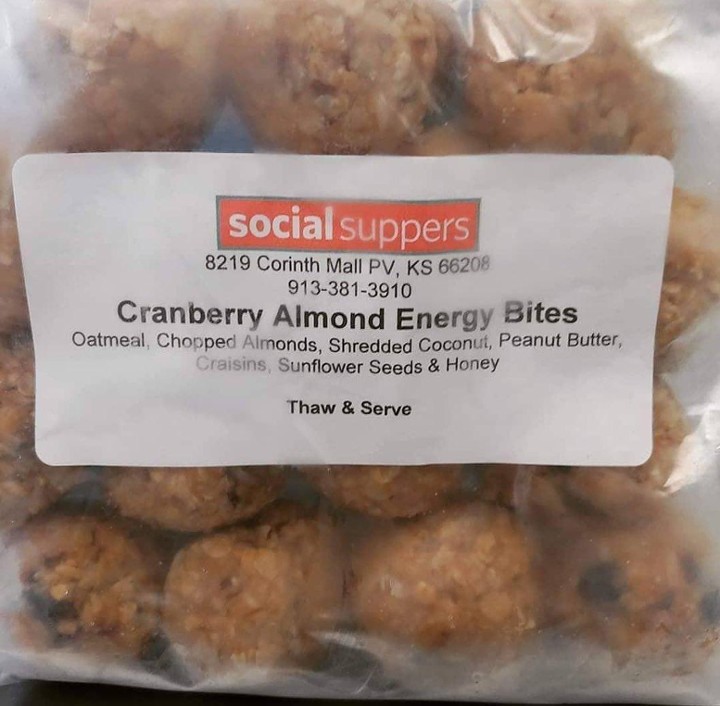 social suppers
8219 Corinth Mall PV, KS 66208
913-381-3910
Cranberry Almond Energy Bites
Oatmeal, Chopped Almonds, Shredded Coconut, Peanut Butter,
Craisins, Sunflower Seeds & Honey
Thaw & Serve